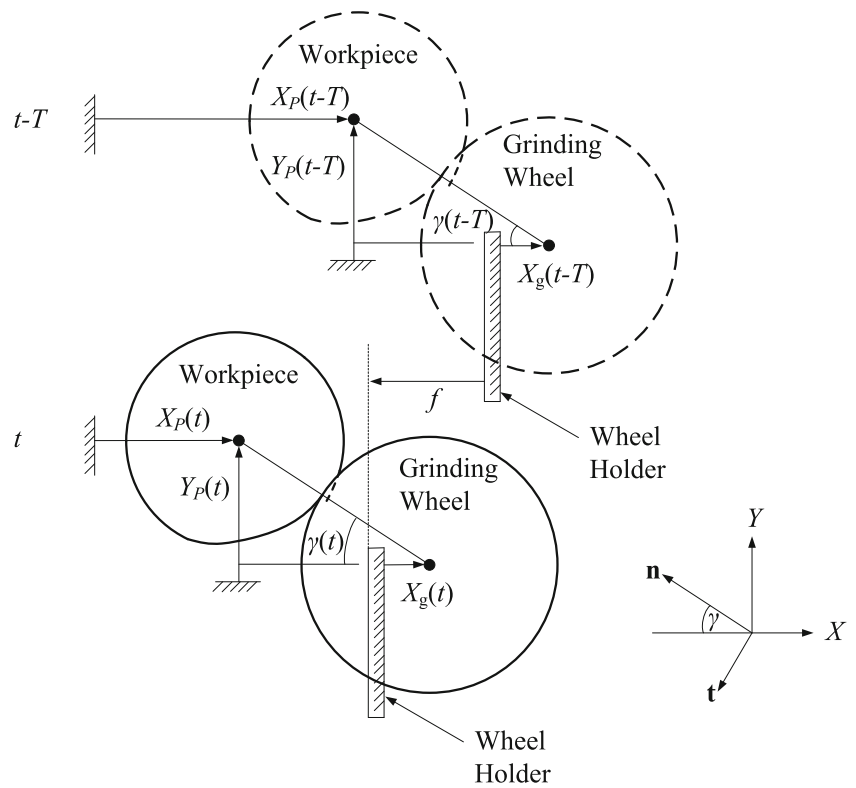 Workpiece
t-T
X_P(t-T)
Grinding
Wheel
Y_P(t-T)
γ(t-T)
X_g(t-T)
f
Wheel
Holder
Workpiece
t
X_P(t)
Y_P(t)
Grinding
Wheel
γ(t)
X_g(t)
Wheel
Holder
Y
n
γ
X
t